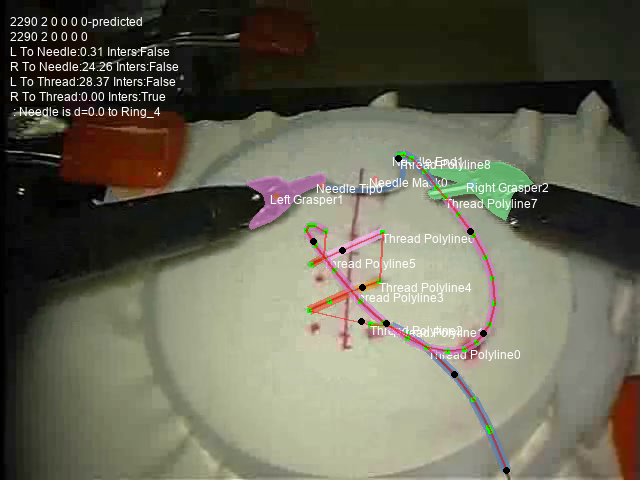 2290 2 0 0 0 0-predicted
2290 2 0 0 0 0
L To Needle:0.31 Inters:False
R To Needle:24.26 Inters:False
L To Thread:28.37 Inters:False
R To Thread:0.00 Inters:True
: Needle is d=0.0 to Ring_4
Thread Polyline8
Needle Tip0
Right Grasper2
Left Grasper1
Thread Polyline7
Thread Polyline6
Thread Polyline5
Thread Polyline4
Thread Polyline3
Thread Polyline0